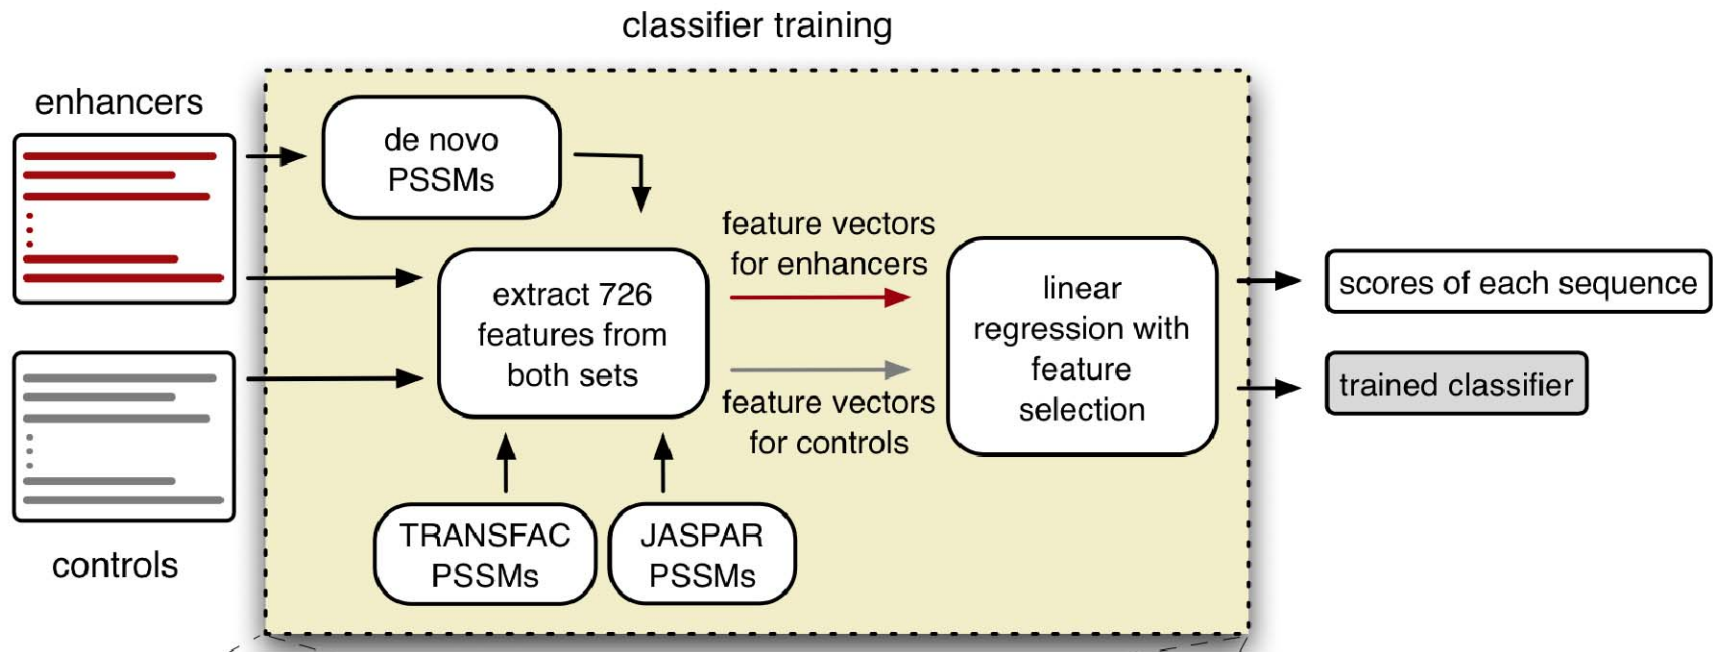 classifier training
enhancers
de novo
PSSMs
feature vectors
for enhancers
extract 726
features from
both sets
linear
regression with
feature
selection
scores of each sequence
trained classifier
feature vectors
for controls
TRANSFAC
PSSMs
JASPAR
PSSMs
controls